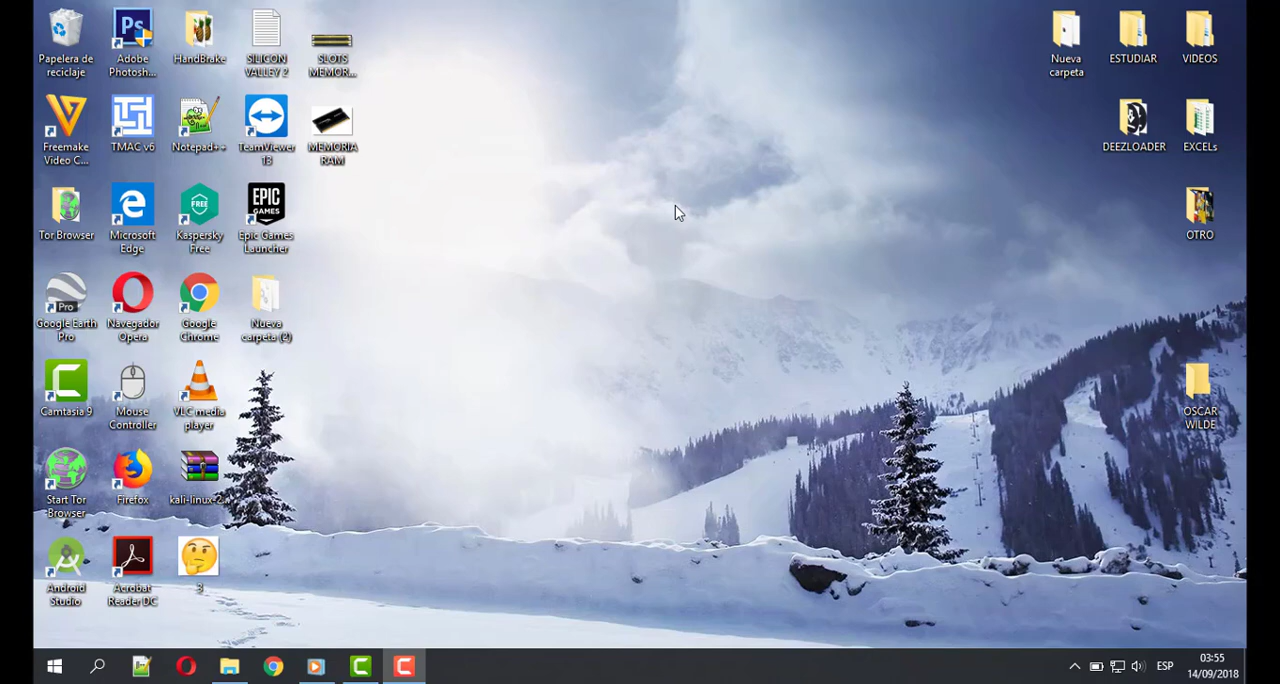 Papelera de
reciclaje
Ps
Adobe
Photosh...
HandBrake
SILICON
VALLEY 2
SLOTS
MEMOR...
Freemake
Video C...
TMAC v6
Notepad++
TeamViewer
13
MEMORIA
RAM
Tor Browser
Microsoft
Edge
FREE
Kaspersky
Free
EPIC
GAMES
Epic Games
Launcher
Pro
Google Earth
Pro
Navegador
Opera
Google
Chrome
Nueva
carpeta (2)
Camtasia 9
Mouse
Controller
VLC media
player
Start Tor
Browser
Firefox
kali-linux-2...
Android
Studio
Acrobat
Reader DC
3
Nueva
carpeta
ESTUDIAR
VIDEOS
DEEZLOADER
EXCELs
OTRO
OSCAR
WILDE
ESP
03:55
14/09/2018